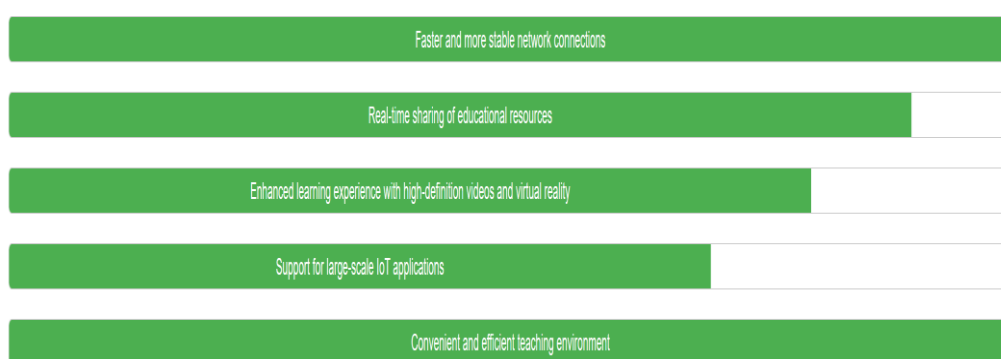 Faster and more stable network connections
Real-time sharing of educational resources
Enhanced learning experience with high-definition videos and virtual reality
Support for large-scale IoT applications
Convenient and efficient teaching environment